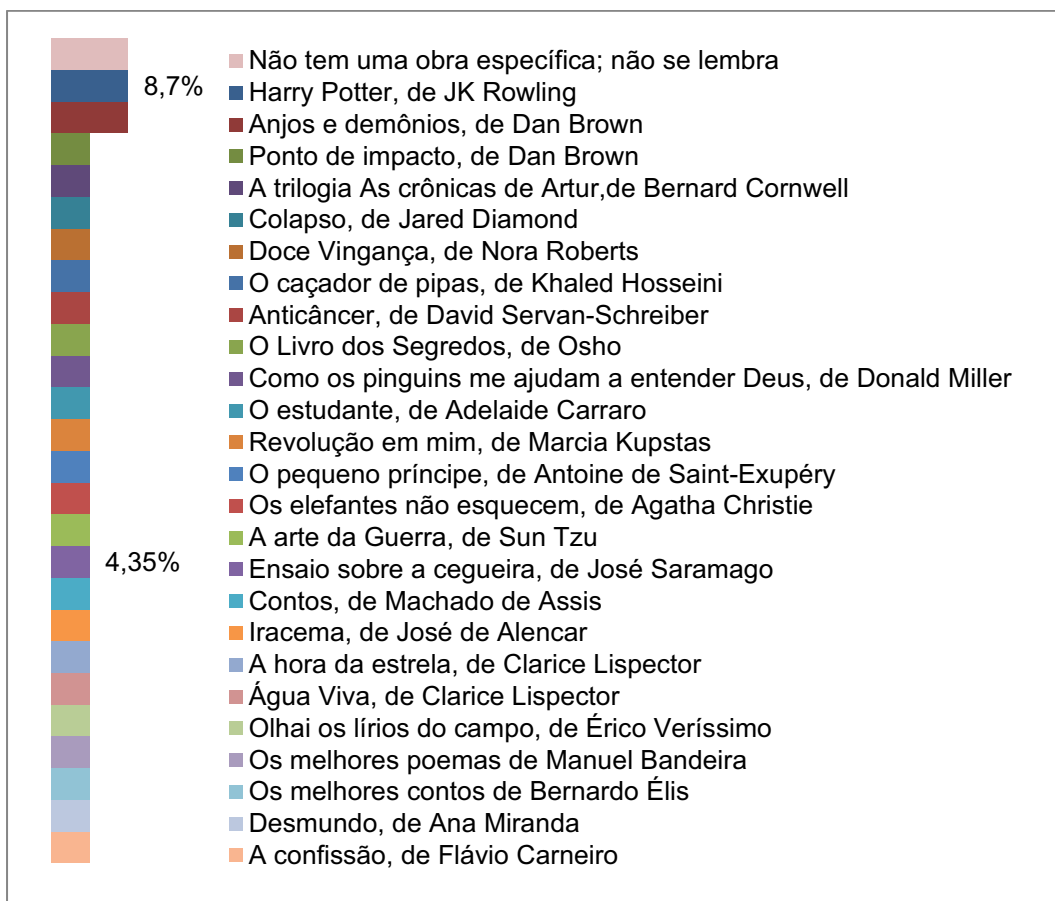 Não tem uma obra específica; não se lembra
8,7%
Harry Potter, de JK Rowling
Anjos e demônios, de Dan Brown
Ponto de impacto, de Dan Brown
A trilogia As crônicas de Artur,de Bernard Cornwell
Colapso, de Jared Diamond
Doce Vingança, de Nora Roberts
O caçador de pipas, de Khaled Hosseini
Anticâncer, de David Servan-Schreiber
O Livro dos Segredos, de Osho
Como os pinguins me ajudam a entender Deus, de Donald Miller
O estudante, de Adelaide Carraro
Revolução em mim, de Marcia Kupstas
O pequeno príncipe, de Antoine de Saint-Exupéry
Os elefantes não esquecem, de Agatha Christie
A arte da Guerra, de Sun Tzu
4,35%
Ensaio sobre a cegueira, de José Saramago
Contos, de Machado de Assis
Iracema, de José de Alencar
A hora da estrela, de Clarice Lispector
Água Viva, de Clarice Lispector
Olhai os lírios do campo, de Érico Veríssimo
Os melhores poemas de Manuel Bandeira
Os melhores contos de Bernardo Élis
Desmundo, de Ana Miranda
A confissão, de Flávio Carneiro